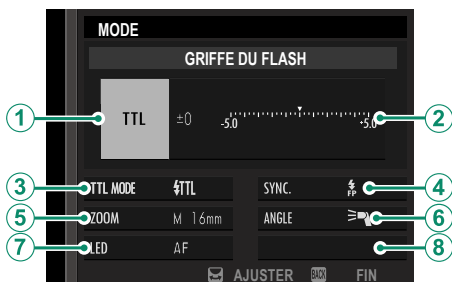 MODE
GRIFFE DU FLASH
1 TTL ±0 -5.0 +5.0 2
3 TTL MODE TTL SYNC. FP 4
5 ZOOM M 16mm ANGLE 6
7 LED AF 8
AJUSTER BACK FIN